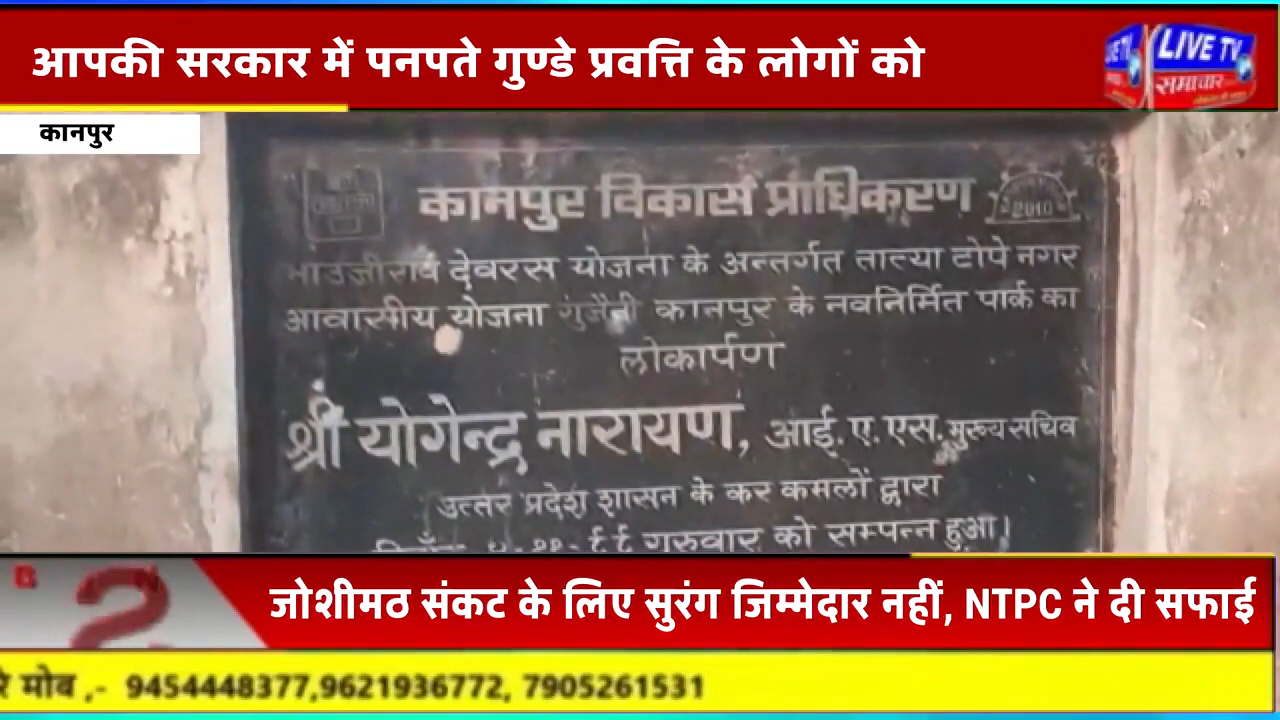 आपकी सरकार में पनपते गुण्डे प्रवत्ति के लोगों को
LIVE TV
समाचार
कानपुर
कानपुर विकास प्राधिकरण
2010
भाउजीराव देवरस योजना के अन्तर्गत तात्या टोपे नगर
आवासीय योजना गुंजैनी कानपुर के नवनिर्मित पार्क का
लोकार्पण
श्री योगेन्द्र नारायण, आई.ए.एस. मुख्य सचिव
उत्तर प्रदेश शासन के कर कमलों द्वारा
गुरुवार को सम्पन्न हुआ।
2
जोशीमठ संकट के लिए सुरंग जिम्मेदार नहीं, NTPC ने दी सफाई
रे मोव ,- 9454448377,9621936772, 7905261531